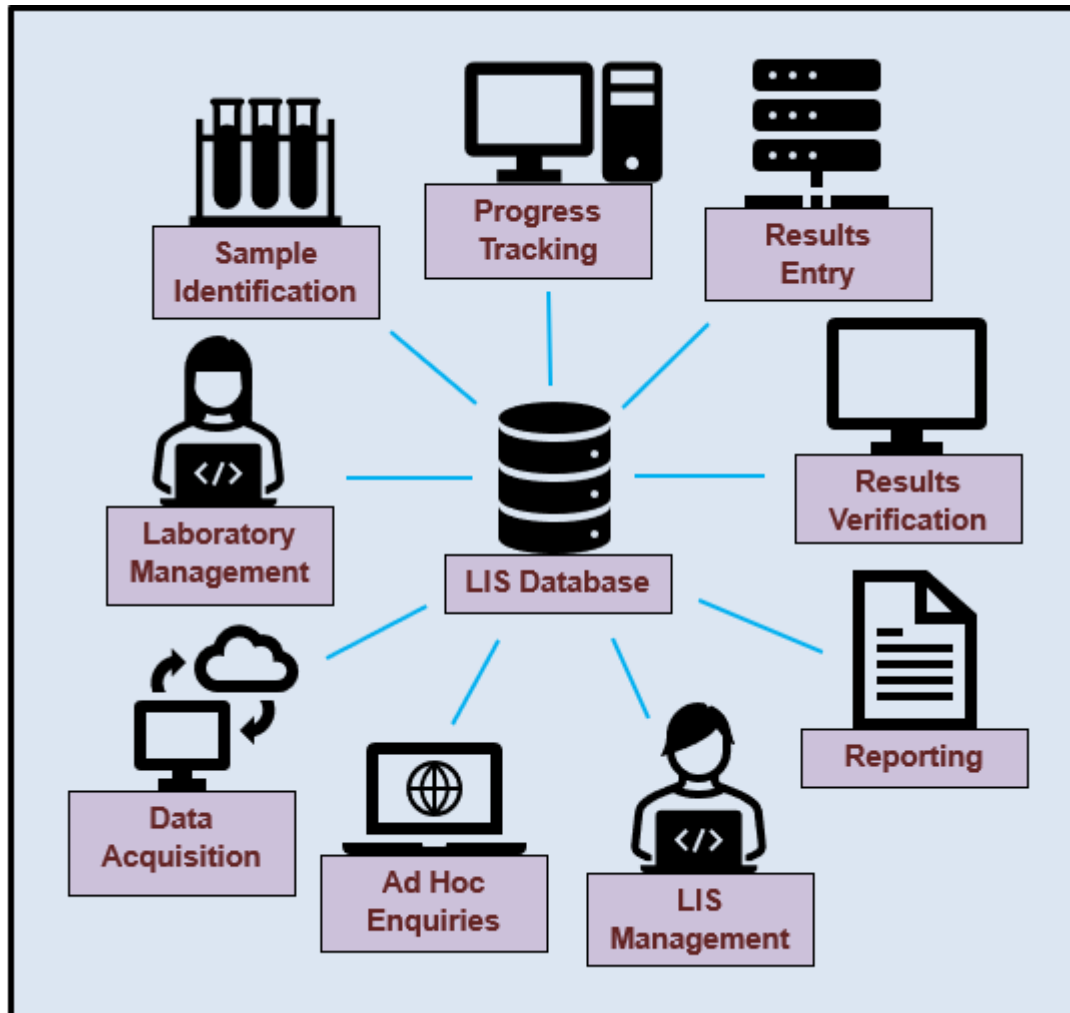 Progress
Tracking
Sample
Identification
Results
Entry
</>
Laboratory
Management
Results
Verification
LIS Database
Reporting
Data
Acquisition
Ad Hoc
Enquiries
</>
LIS
Management